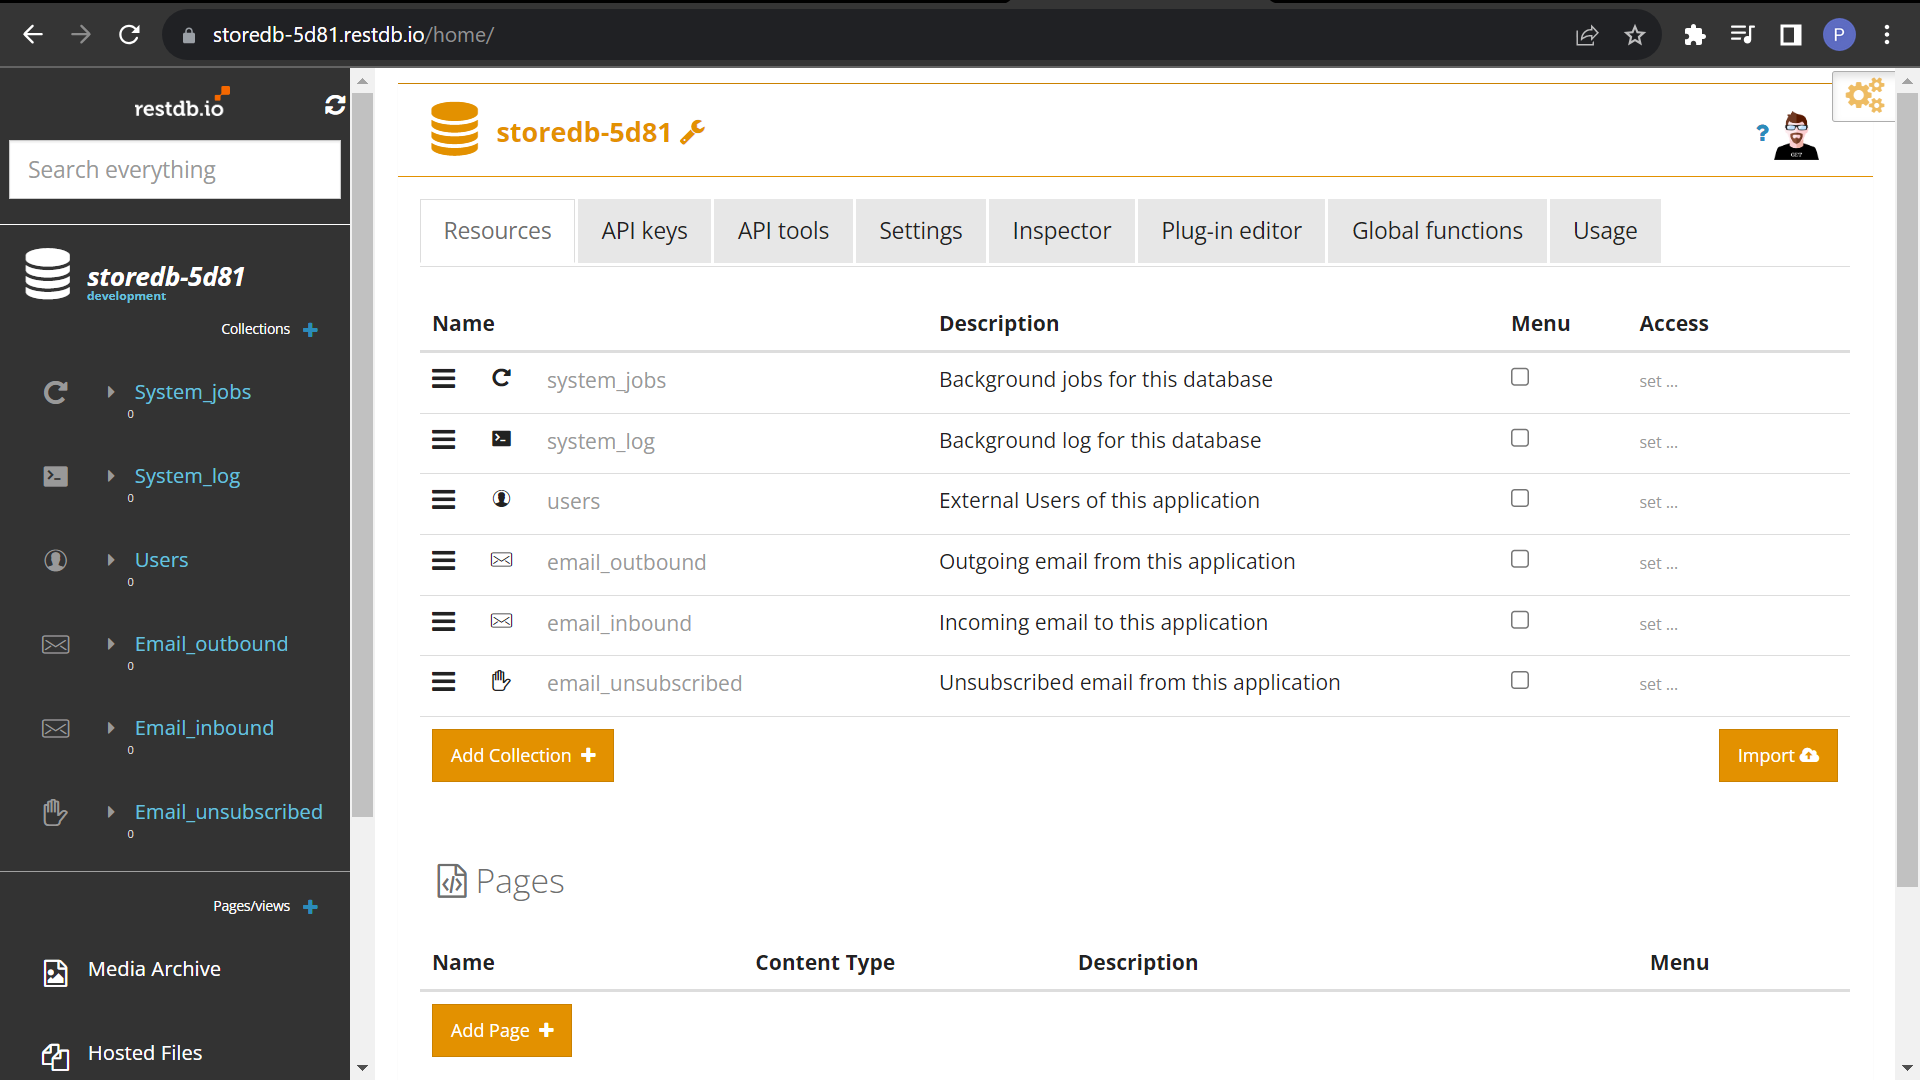 storedb-5d81.restdb.io/home/
P
restdb.io
Search everything
storedb-5d81
development
Collections
System_jobs
0
System_log
0
Users
0
Email_outbound
0
Email_inbound
0
Email_unsubscribed
0
Pages/views
Media Archive
Hosted Files
storedb-5d81
?
GET
Resources API keys API tools Settings Inspector Plug-in editor Global functions Usage
Name Description Menu Access
system_jobs Background jobs for this database set ...
system_log Background log for this database set ...
users External Users of this application set ...
email_outbound Outgoing email from this application set ...
email_inbound Incoming email to this application set ...
email_unsubscribed Unsubscribed email from this application set ...
Add Collection Import
Pages
Name Content Type Description Menu
Add Page